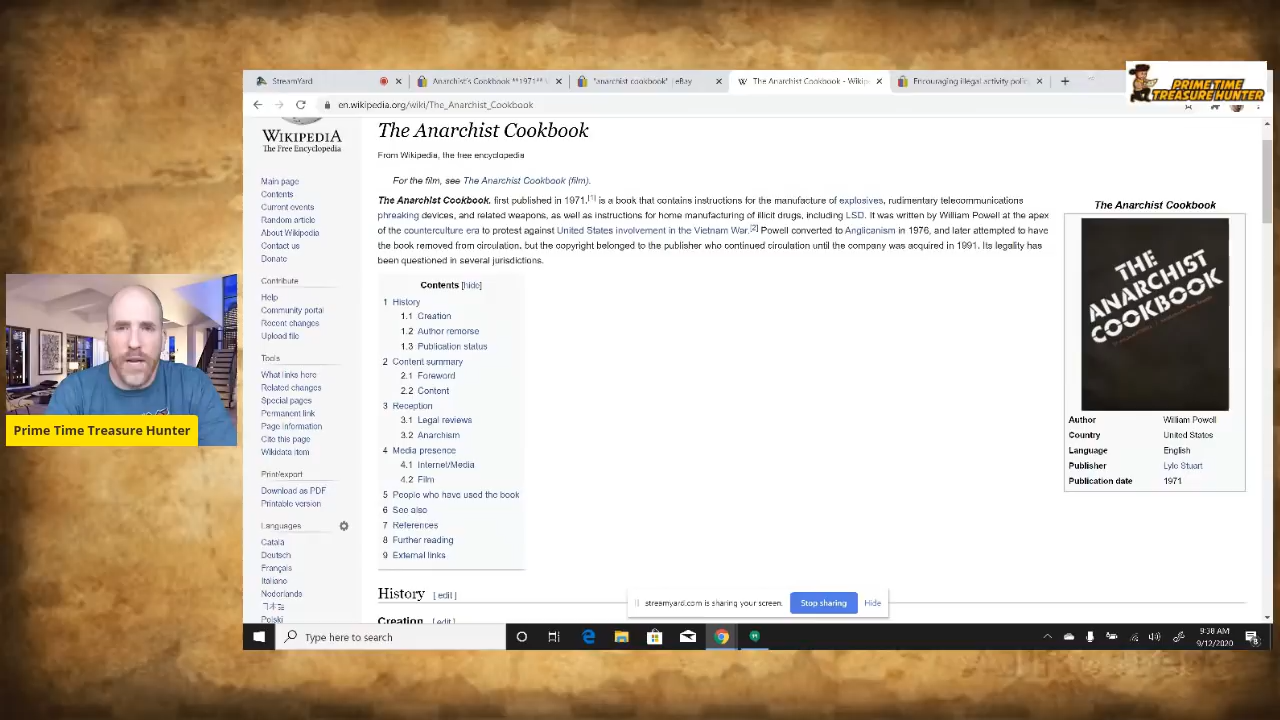 StreamYard
Anarchist's Cookbook **1971**
"anarchist cookbook" | eBay
The Anarchist Cookbook - Wikip
Encouraging illegal activity poli
PRIME TIME
TREASURE HUNTER
en.wikipedia.org/wiki/The_Anarchist_Cookbook
WIKIPEDIA
The Free Encyclopedia
Main page
Contents
Current events
Random article
About Wikipedia
Contact us
Donate
Contribute
Help
Community portal
Recent changes
Upload file
Tools
What links here
Related changes
Special pages
Permanent link
Page information
Cite this page
Wikidata item
Print/export
Download as PDF
Printable version
Languages
Català
Deutsch
Français
Italiano
Nederlands
日本語
Polski
The Anarchist Cookbook
From Wikipedia, the free encyclopedia
For the film, see The Anarchist Cookbook (film).
The Anarchist Cookbook, first published in 1971,[1] is a book that contains instructions for the manufacture of explosives, rudimentary telecommunications
phreaking devices, and related weapons, as well as instructions for home manufacturing of illicit drugs, including LSD. It was written by William Powell at the apex
of the counterculture era to protest against United States involvement in the Vietnam War.[2] Powell converted to Anglicanism in 1976, and later attempted to have
the book removed from circulation, but the copyright belonged to the publisher who continued circulation until the company was acquired in 1991. Its legality has
been questioned in several jurisdictions.
Contents [hide]
1 History
1.1 Creation
1.2 Author remorse
1.3 Publication status
2 Content summary
2.1 Foreword
2.2 Content
3 Reception
3.1 Legal reviews
3.2 Anarchism
4 Media presence
4.1 Internet/Media
4.2 Film
5 People who have used the book
6 See also
7 References
8 Further reading
9 External links
History [ edit ]
Creation [ edit ]
The Anarchist Cookbook
THE
ANARCHIST
COOKBOOK
Author William Powell
Country United States
Language English
Publisher Lyle Stuart
Publication date 1971
Prime Time Treasure Hunter
streamyard.com is sharing your screen.
Stop sharing
Hide
Type here to search
9:38 AM
9/12/2020